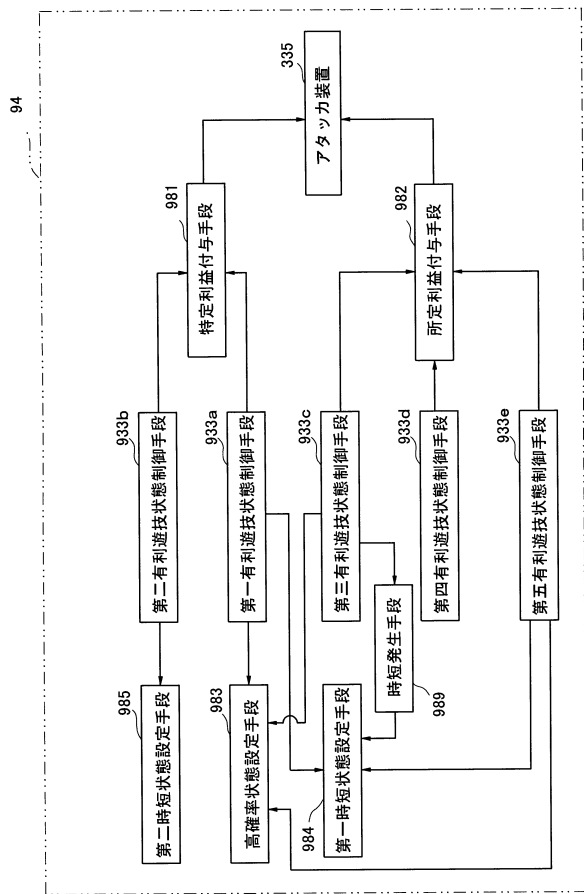 94
第二時短状態設定手段
985
高確率状態設定手段
983
第一時短状態設定手段
984
時短発生手段
989
第二有利遊技状態制御手段
933b
第一有利遊技状態制御手段
933a
第三有利遊技状態制御手段
933c
第四有利遊技状態制御手段
933d
第五有利遊技状態制御手段
933e
特定利益付与手段
981
所定利益付与手段
982
アタッカ装置
335